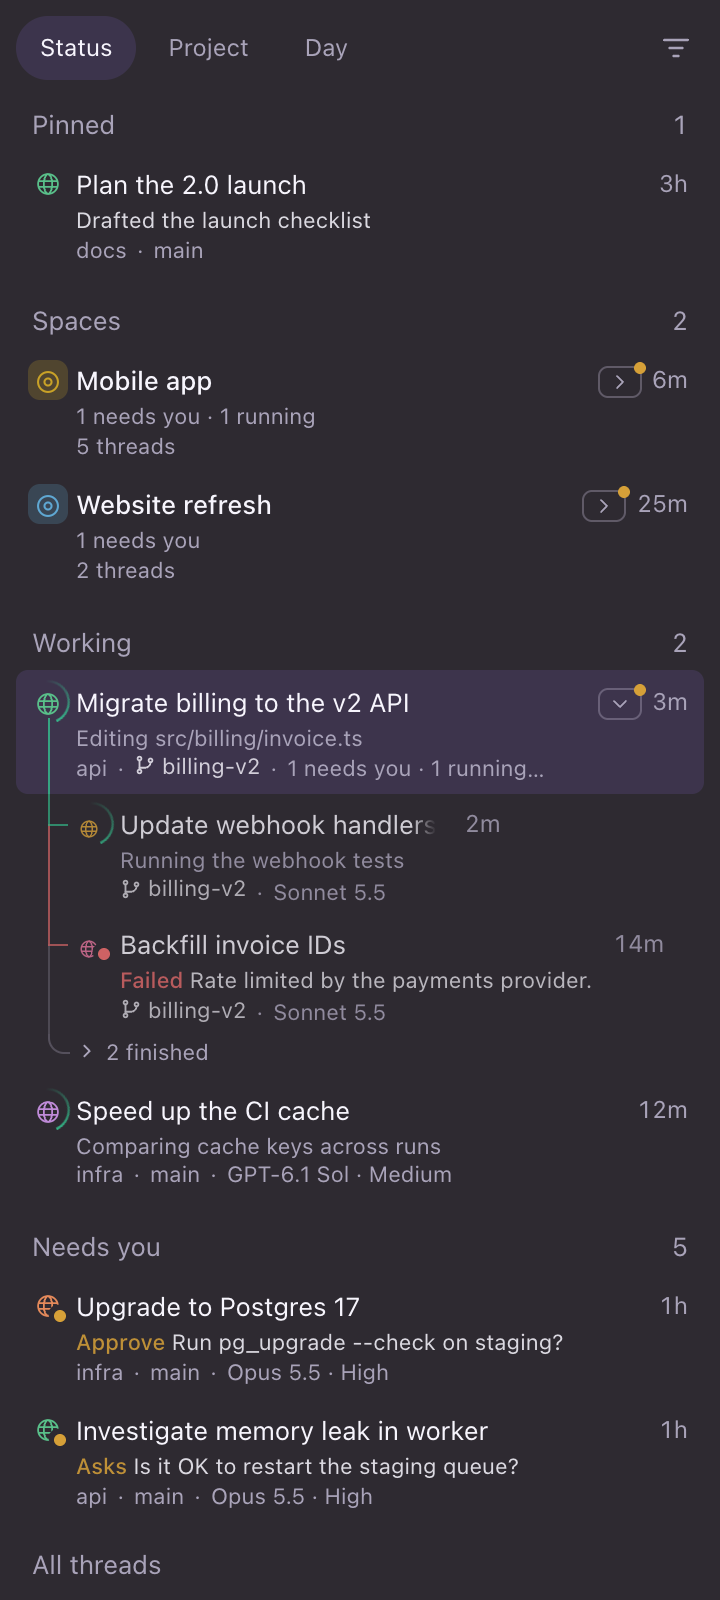 Status Project Day
Pinned 1
Plan the 2.0 launch 3h
Drafted the launch checklist
docs · main
Spaces 2
Mobile app 6m
1 needs you · 1 running
5 threads
Website refresh 25m
1 needs you
2 threads
Working 2
Migrate billing to the v2 API 3m
Editing src/billing/invoice.ts
api · billing-v2 · 1 needs you · 1 running...
Update webhook handlers 2m
Running the webhook tests
billing-v2 · Sonnet 5.5
Backfill invoice IDs 14m
Failed Rate limited by the payments provider.
billing-v2 · Sonnet 5.5
2 finished
Speed up the CI cache 12m
Comparing cache keys across runs
infra · main · GPT-6.1 Sol · Medium
Needs you 5
Upgrade to Postgres 17 1h
Approve Run pg_upgrade --check on staging?
infra · main · Opus 5.5 · High
Investigate memory leak in worker 1h
Asks Is it OK to restart the staging queue?
api · main · Opus 5.5 · High
All threads